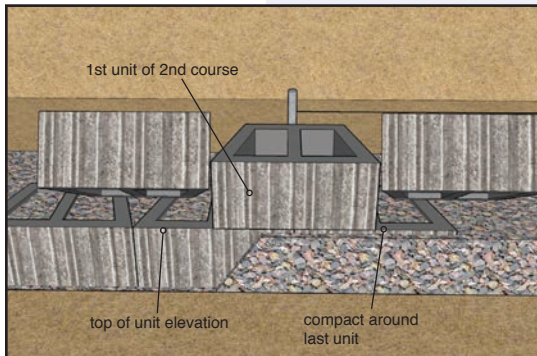 1st unit of 2nd course
top of unit elevation
compact around
last unit